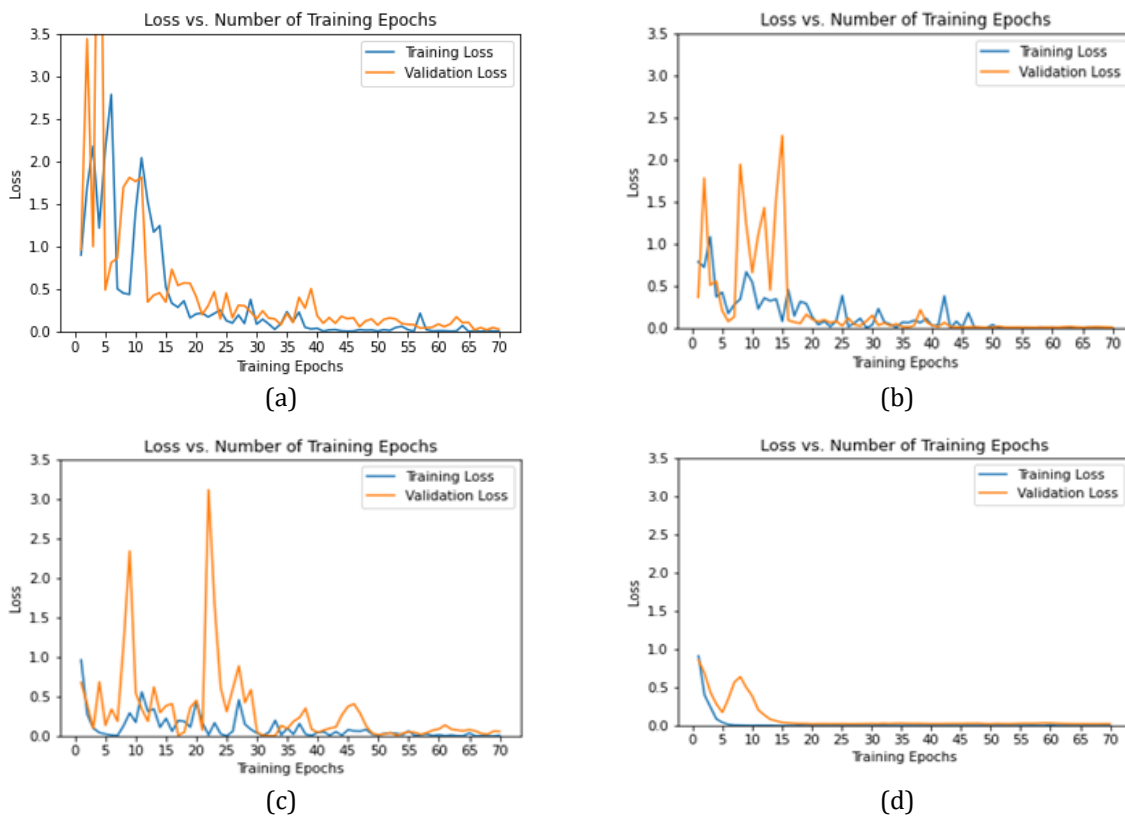 Loss vs. Number of Training Epochs
3.5
3.0
2.5
2.0
1.5
1.0
0.5
0.0
Loss
Training Loss
Validation Loss
0 5 10 15 20 25 30 35 40 45 50 55 60 65 70
Training Epochs
(a)
Loss vs. Number of Training Epochs
3.5
3.0
2.5
2.0
1.5
1.0
0.5
0.0
Loss
Training Loss
Validation Loss
0 5 10 15 20 25 30 35 40 45 50 55 60 65 70
Training Epochs
(b)
Loss vs. Number of Training Epochs
3.5
3.0
2.5
2.0
1.5
1.0
0.5
0.0
Loss
Training Loss
Validation Loss
0 5 10 15 20 25 30 35 40 45 50 55 60 65 70
Training Epochs
(c)
Loss vs. Number of Training Epochs
3.5
3.0
2.5
2.0
1.5
1.0
0.5
0.0
Loss
Training Loss
Validation Loss
0 5 10 15 20 25 30 35 40 45 50 55 60 65 70
Training Epochs
(d)